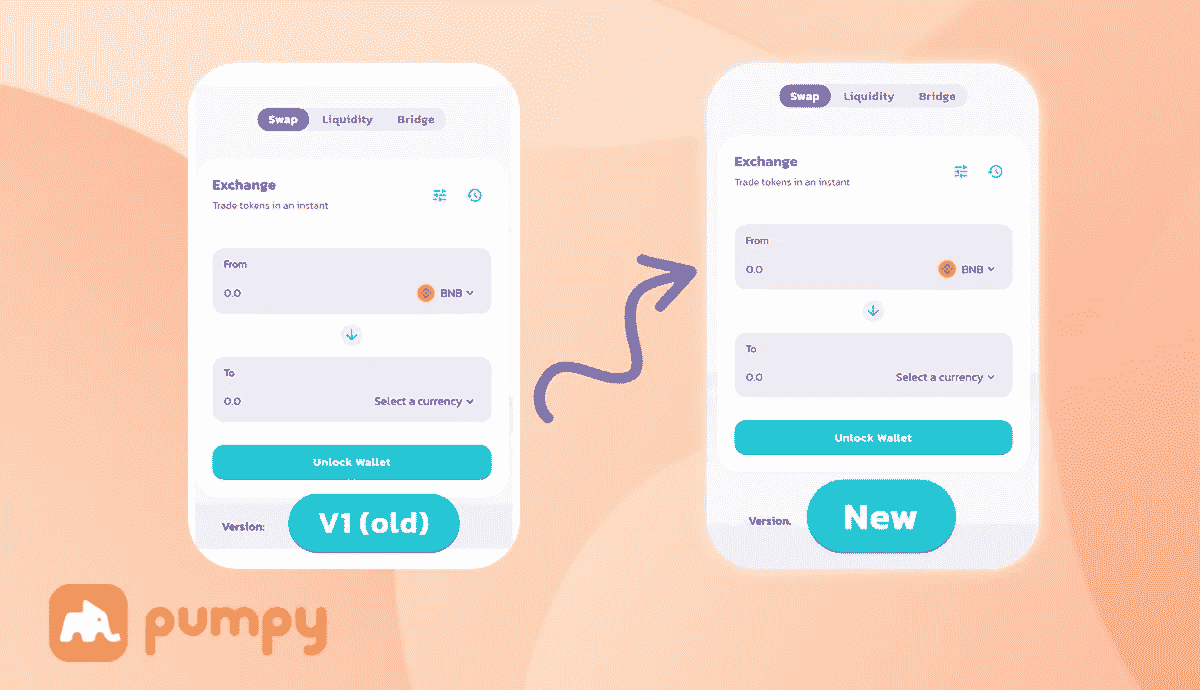 Swap Liquidity Bridge
Exchange
Trade tokens in an instant
From
0.0 BNB
To
0.0 Select a currency
Unlock Wallet
Version: V1 (old)
Swap Liquidity Bridge
Exchange
Trade tokens in an instant
From
0.0 BNB
To
0.0 Select a currency
Unlock Wallet
Version. New
pumpy